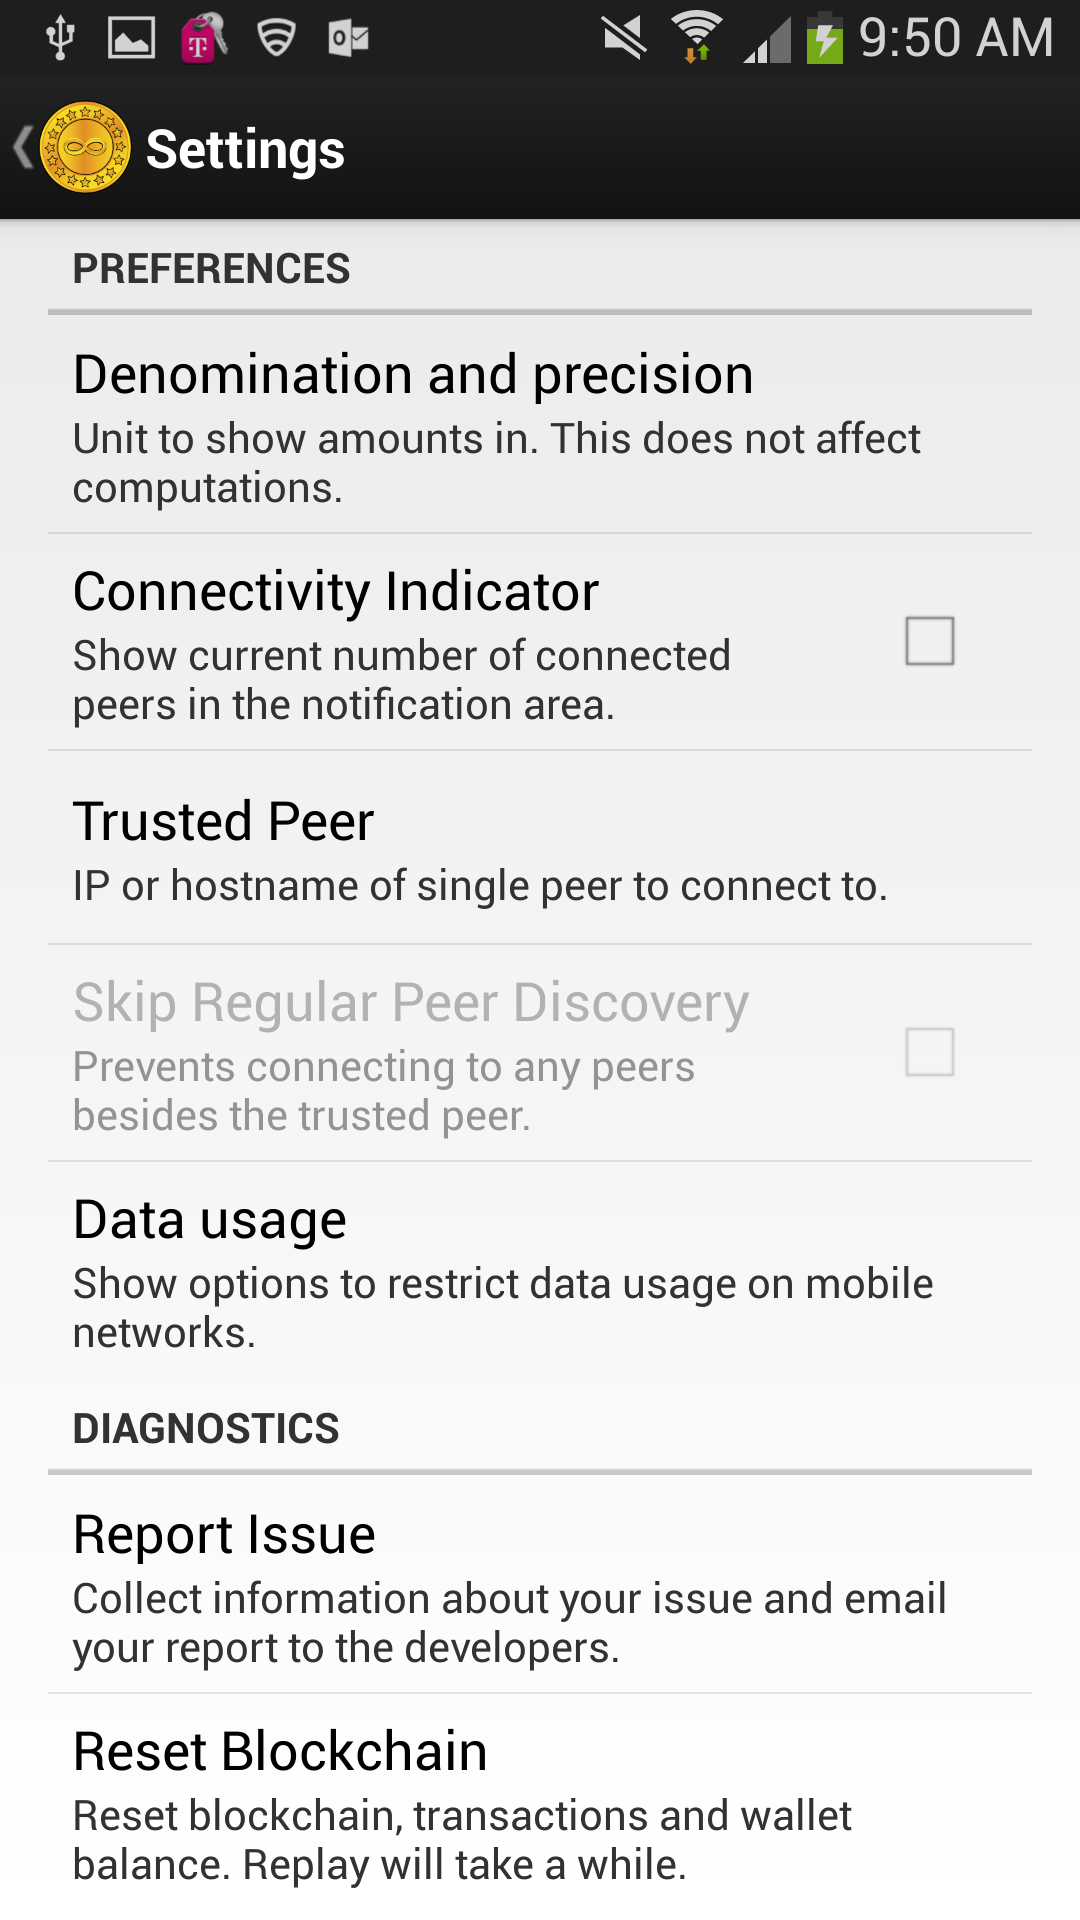 9:50 AM
Settings
PREFERENCES
Denomination and precision
Unit to show amounts in. This does not affect
computations.
Connectivity Indicator
Show current number of connected
peers in the notification area.
Trusted Peer
IP or hostname of single peer to connect to.
Skip Regular Peer Discovery
Prevents connecting to any peers
besides the trusted peer.
Data usage
Show options to restrict data usage on mobile
networks.
DIAGNOSTICS
Report Issue
Collect information about your issue and email
your report to the developers.
Reset Blockchain
Reset blockchain, transactions and wallet
balance. Replay will take a while.